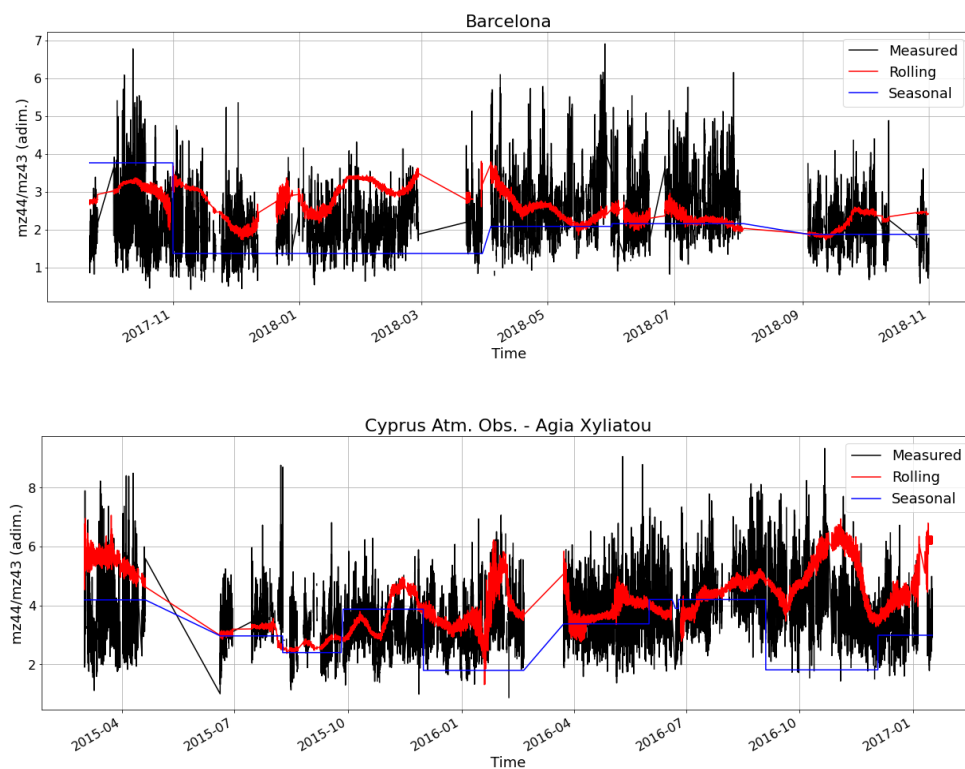 Barcelona
mz44/mz43 (adim.)
7
6
5
4
3
2
1
Measured
Rolling
Seasonal
2017-11
2018-01
2018-03
2018-05
2018-07
2018-09
2018-11
Time
Cyprus Atm. Obs. - Agia Xyliatou
mz44/mz43 (adim.)
8
6
4
2
Measured
Rolling
Seasonal
2015-04
2015-07
2015-10
2016-01
2016-04
2016-07
2016-10
2017-01
Time